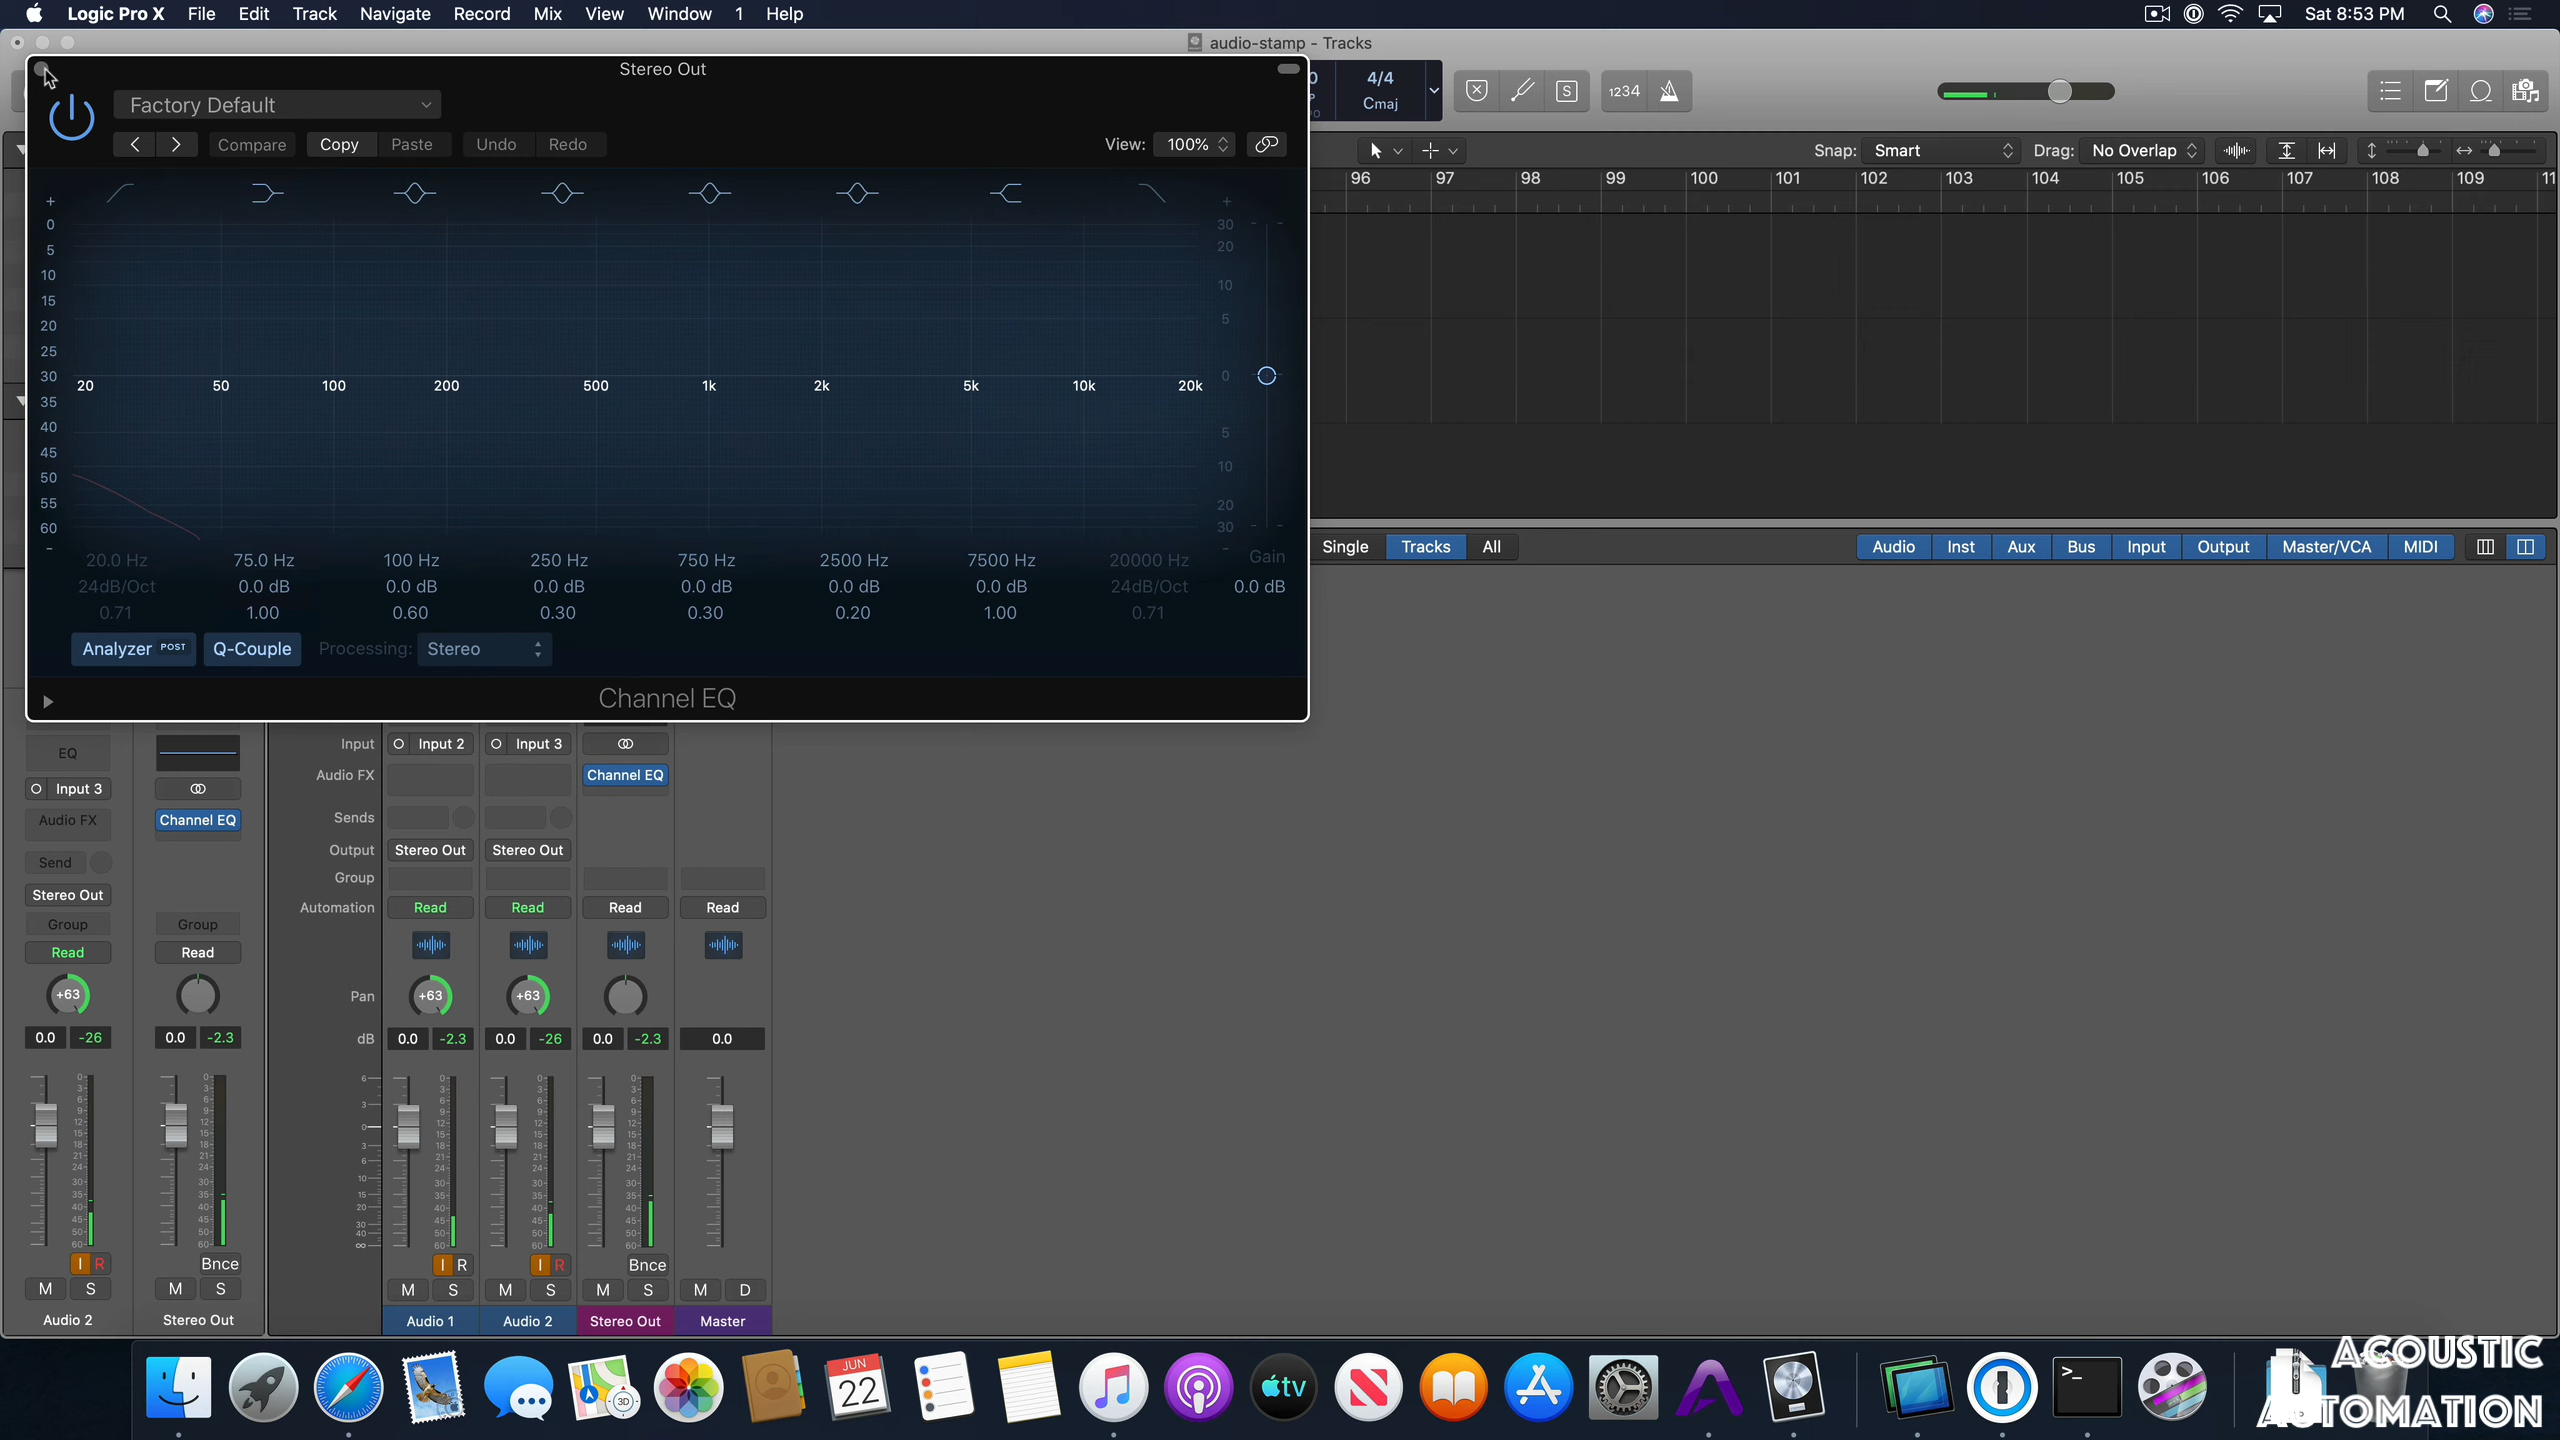 Logic Pro X File Edit Track Navigate Record Mix View Window 1 Help Sat 8:53 PM
audio-stamp - Tracks
Stereo Out
Factory Default
Compare Copy Paste Undo Redo View: 100%
4/4
Cmaj
1234
Snap: Smart Drag: No Overlap
96 97 98 99 100 101 102 103 104 105 106 107 108 109
+ +
0 30
5 20
10 10
15
20 5
25
30 20 50 100 200 500 1k 2k 5k 10k 20k 0
35
40 5
45 10
50
55 20
60 30
- -
20.0 Hz 75.0 Hz 100 Hz 250 Hz 750 Hz 2500 Hz 7500 Hz 20000 Hz Gain
24dB/Oct 0.0 dB 0.0 dB 0.0 dB 0.0 dB 0.0 dB 0.0 dB 24dB/Oct 0.0 dB
0.71 1.00 0.60 0.30 0.30 0.20 1.00 0.71
Analyzer POST Q-Couple Processing: Stereo
Channel EQ
Single Tracks All Audio Inst Aux Bus Input Output Master/VCA MIDI
EQ
Input 3
Audio FX Channel EQ
Send
Stereo Out
Group Group
Read Read
+63
0.0 -26 0.0 -2.3
I R Bnce
M S M S
Audio 2 Stereo Out
Input Input 2 Input 3
Audio FX Channel EQ
Sends
Output Stereo Out Stereo Out
Group
Automation Read Read Read Read
Pan +63 +63
dB 0.0 -2.3 0.0 -26 0.0 -2.3 0.0
I R I R Bnce
M S M S M S M D
Audio 1 Audio 2 Stereo Out Master
JUN
22
3D
tv
>_
ACOUSTIC
AUTOMATION